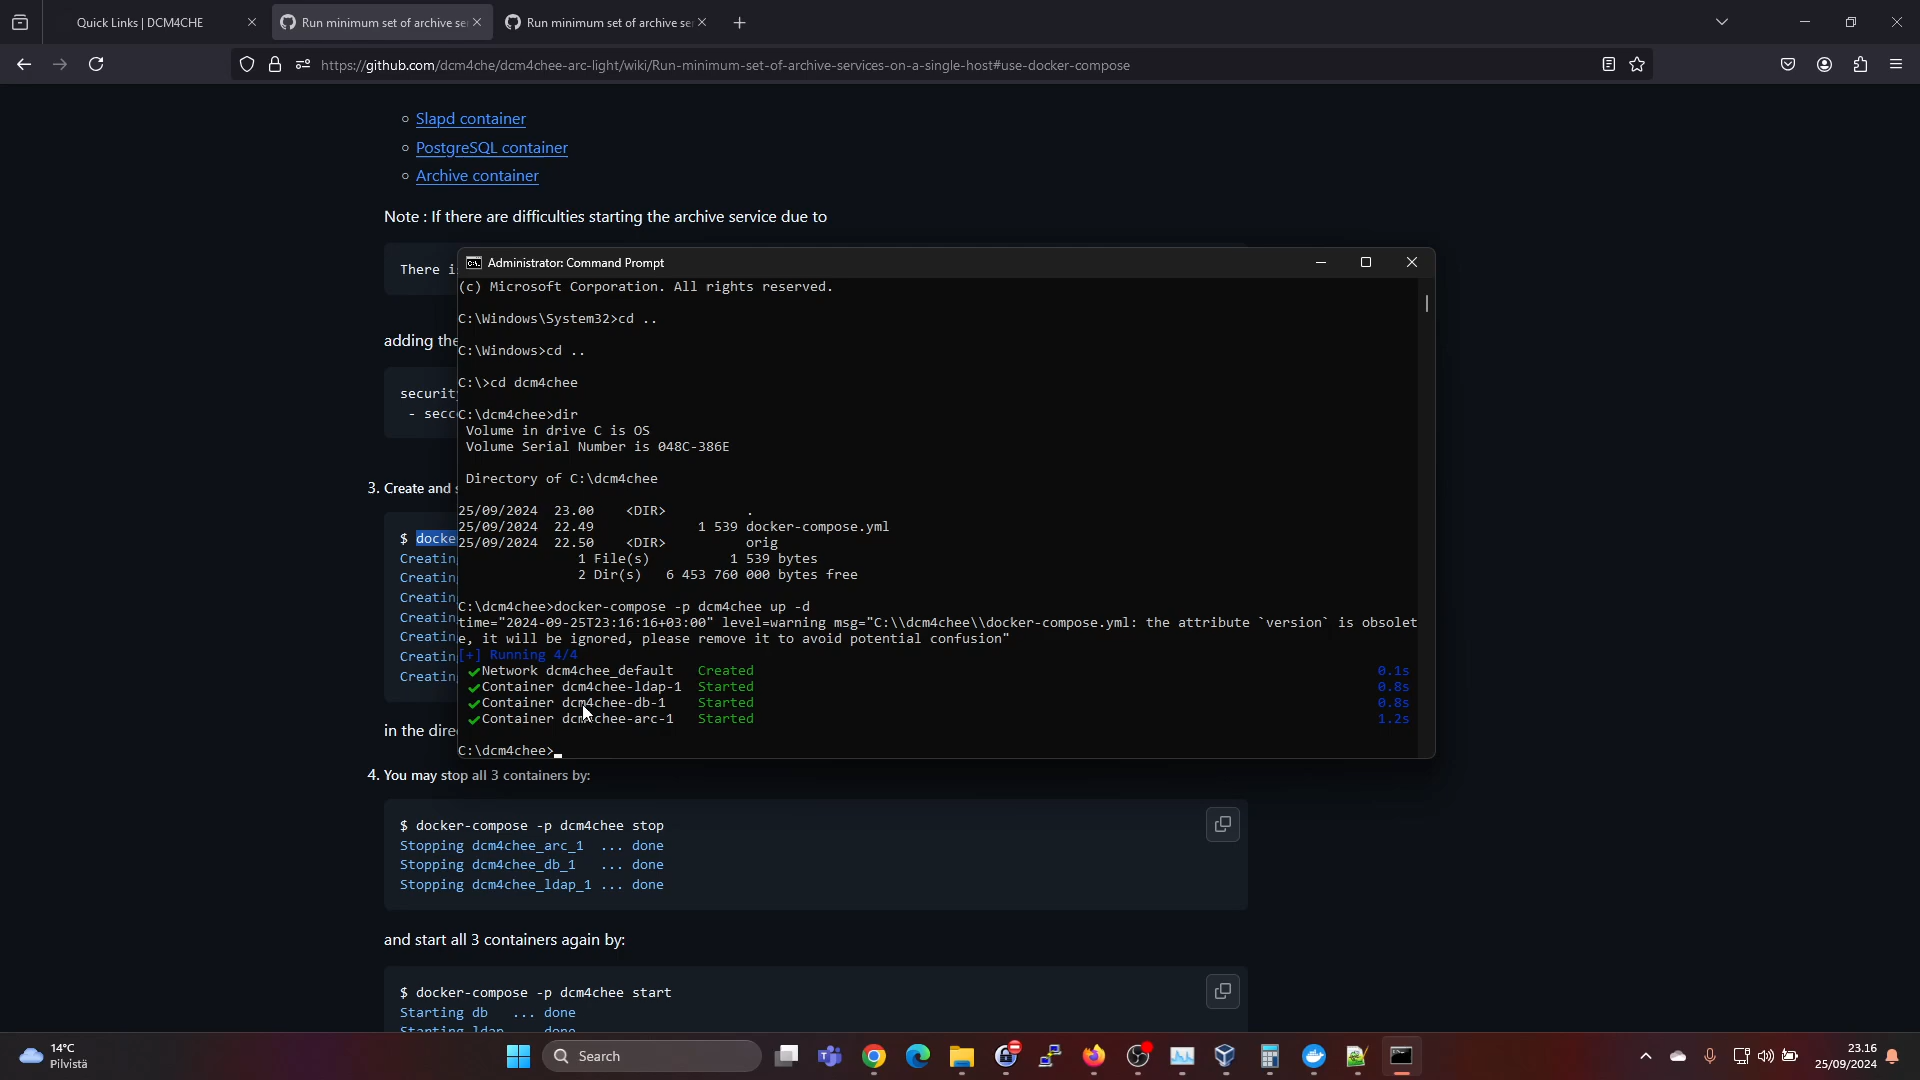 Quick Links | DCM4CHE
Run minimum set of archive se
Run minimum set of archive se
https://github.com/dcm4che/dcm4chee-arc-light/wiki/Run-minimum-set-of-archive-services-on-a-single-host#use-docker-compose
Slapd container
PostgreSQL container
Archive container
Note : If there are difficulties starting the archive service due to
There i
adding the
securit
- secc
3. Create and s
$ docke
Creatin
Creatin
Creatin
Creatin
Creatin
Creatin
Creatin
in the dire
Administrator: Command Prompt
(c) Microsoft Corporation. All rights reserved.
C:\Windows\System32>cd ..
C:\Windows>cd ..
C:\>cd dcm4chee
C:\dcm4chee>dir
Volume in drive C is OS
Volume Serial Number is 048C-386E
Directory of C:\dcm4chee
25/09/2024 23.00 <DIR> .
25/09/2024 22.49 1 539 docker-compose.yml
25/09/2024 22.50 <DIR> orig
1 File(s) 1 539 bytes
2 Dir(s) 6 453 760 000 bytes free
C:\dcm4chee>docker-compose -p dcm4chee up -d
time="2024-09-25T23:16:16+03:00" level=warning msg="C:\\dcm4chee\\docker-compose.yml: the attribute `version` is obsolet
e, it will be ignored, please remove it to avoid potential confusion"
[+] Running 4/4
✔Network dcm4chee_default Created 0.1s
✔Container dcm4chee-ldap-1 Started 0.8s
✔Container dcm4chee-db-1 Started 0.8s
✔Container dcm4chee-arc-1 Started 1.2s
C:\dcm4chee>
4. You may stop all 3 containers by:
$ docker-compose -p dcm4chee stop
Stopping dcm4chee_arc_1 ... done
Stopping dcm4chee_db_1 ... done
Stopping dcm4chee_ldap_1 ... done
and start all 3 containers again by:
$ docker-compose -p dcm4chee start
Starting db ... done
Starting ldap ... done
14°C
Pilvistä
Search
23.16
25/09/2024